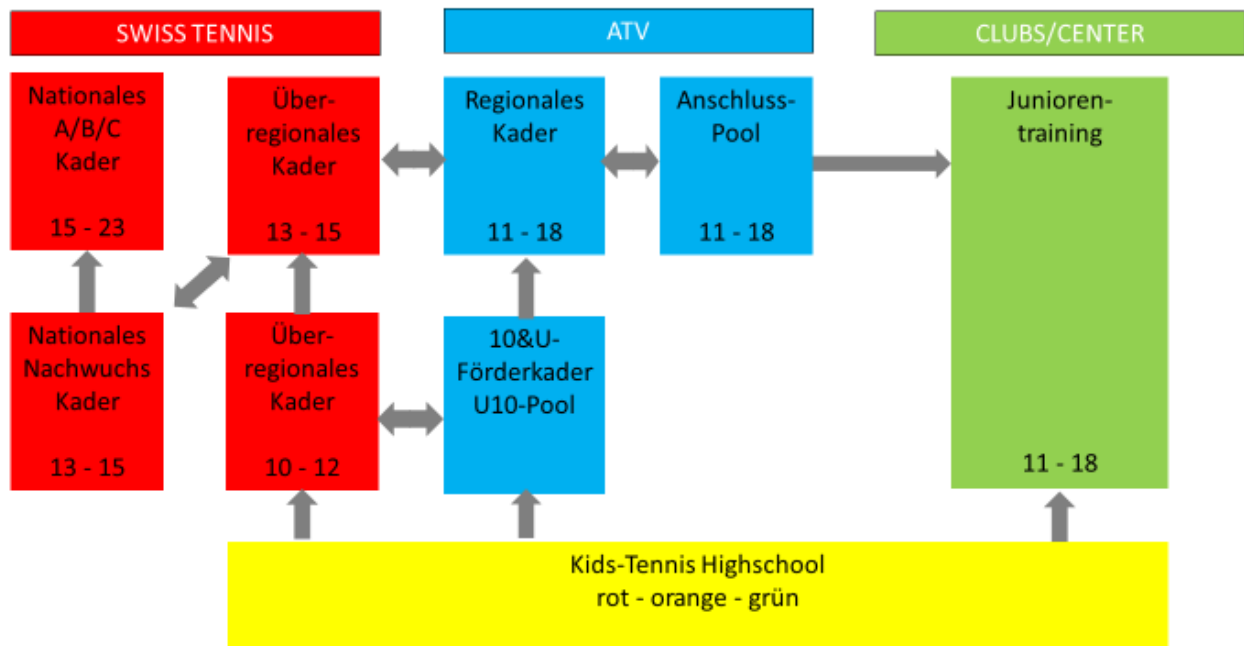 SWISS TENNIS
ATV
CLUBS/CENTER
Nationales
A/B/C
Kader
15 - 23
Über-
regionales
Kader
13 - 15
Regionales
Kader
11 - 18
Anschluss-
Pool
11 - 18
Junioren-
training
11 - 18
Nationales
Nachwuchs
Kader
13 - 15
Über-
regionales
Kader
10 - 12
10&U-
Förderkader
U10-Pool
Kids-Tennis Highschool
rot - orange - grün